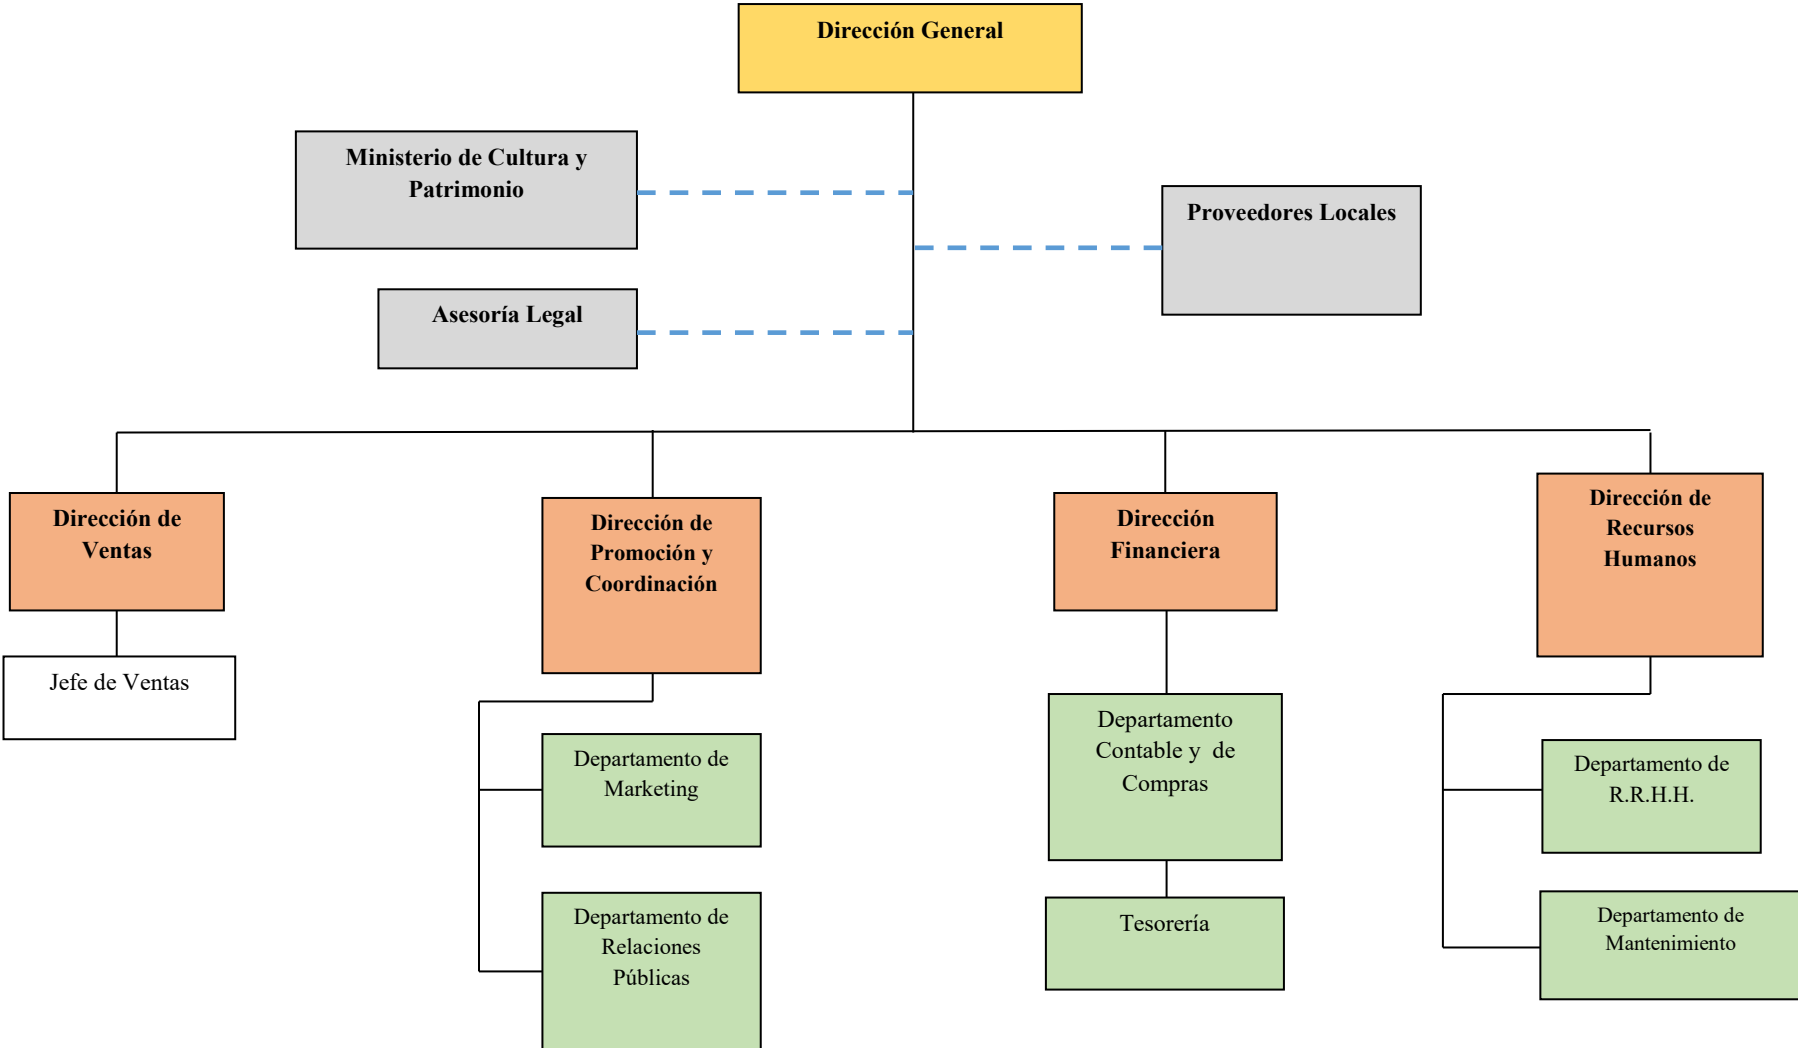 Dirección General
Ministerio de Cultura y
Patrimonio
Proveedores Locales
Asesoría Legal
Dirección de
Ventas
Dirección de
Promoción y
Coordinación
Dirección
Financiera
Dirección de
Recursos
Humanos
Jefe de Ventas
Departamento de
Marketing
Departamento
Contable y  de
Compras
Departamento de
R.R.H.H.
Departamento de
Relaciones
Públicas
Tesorería
Departamento de
Mantenimiento